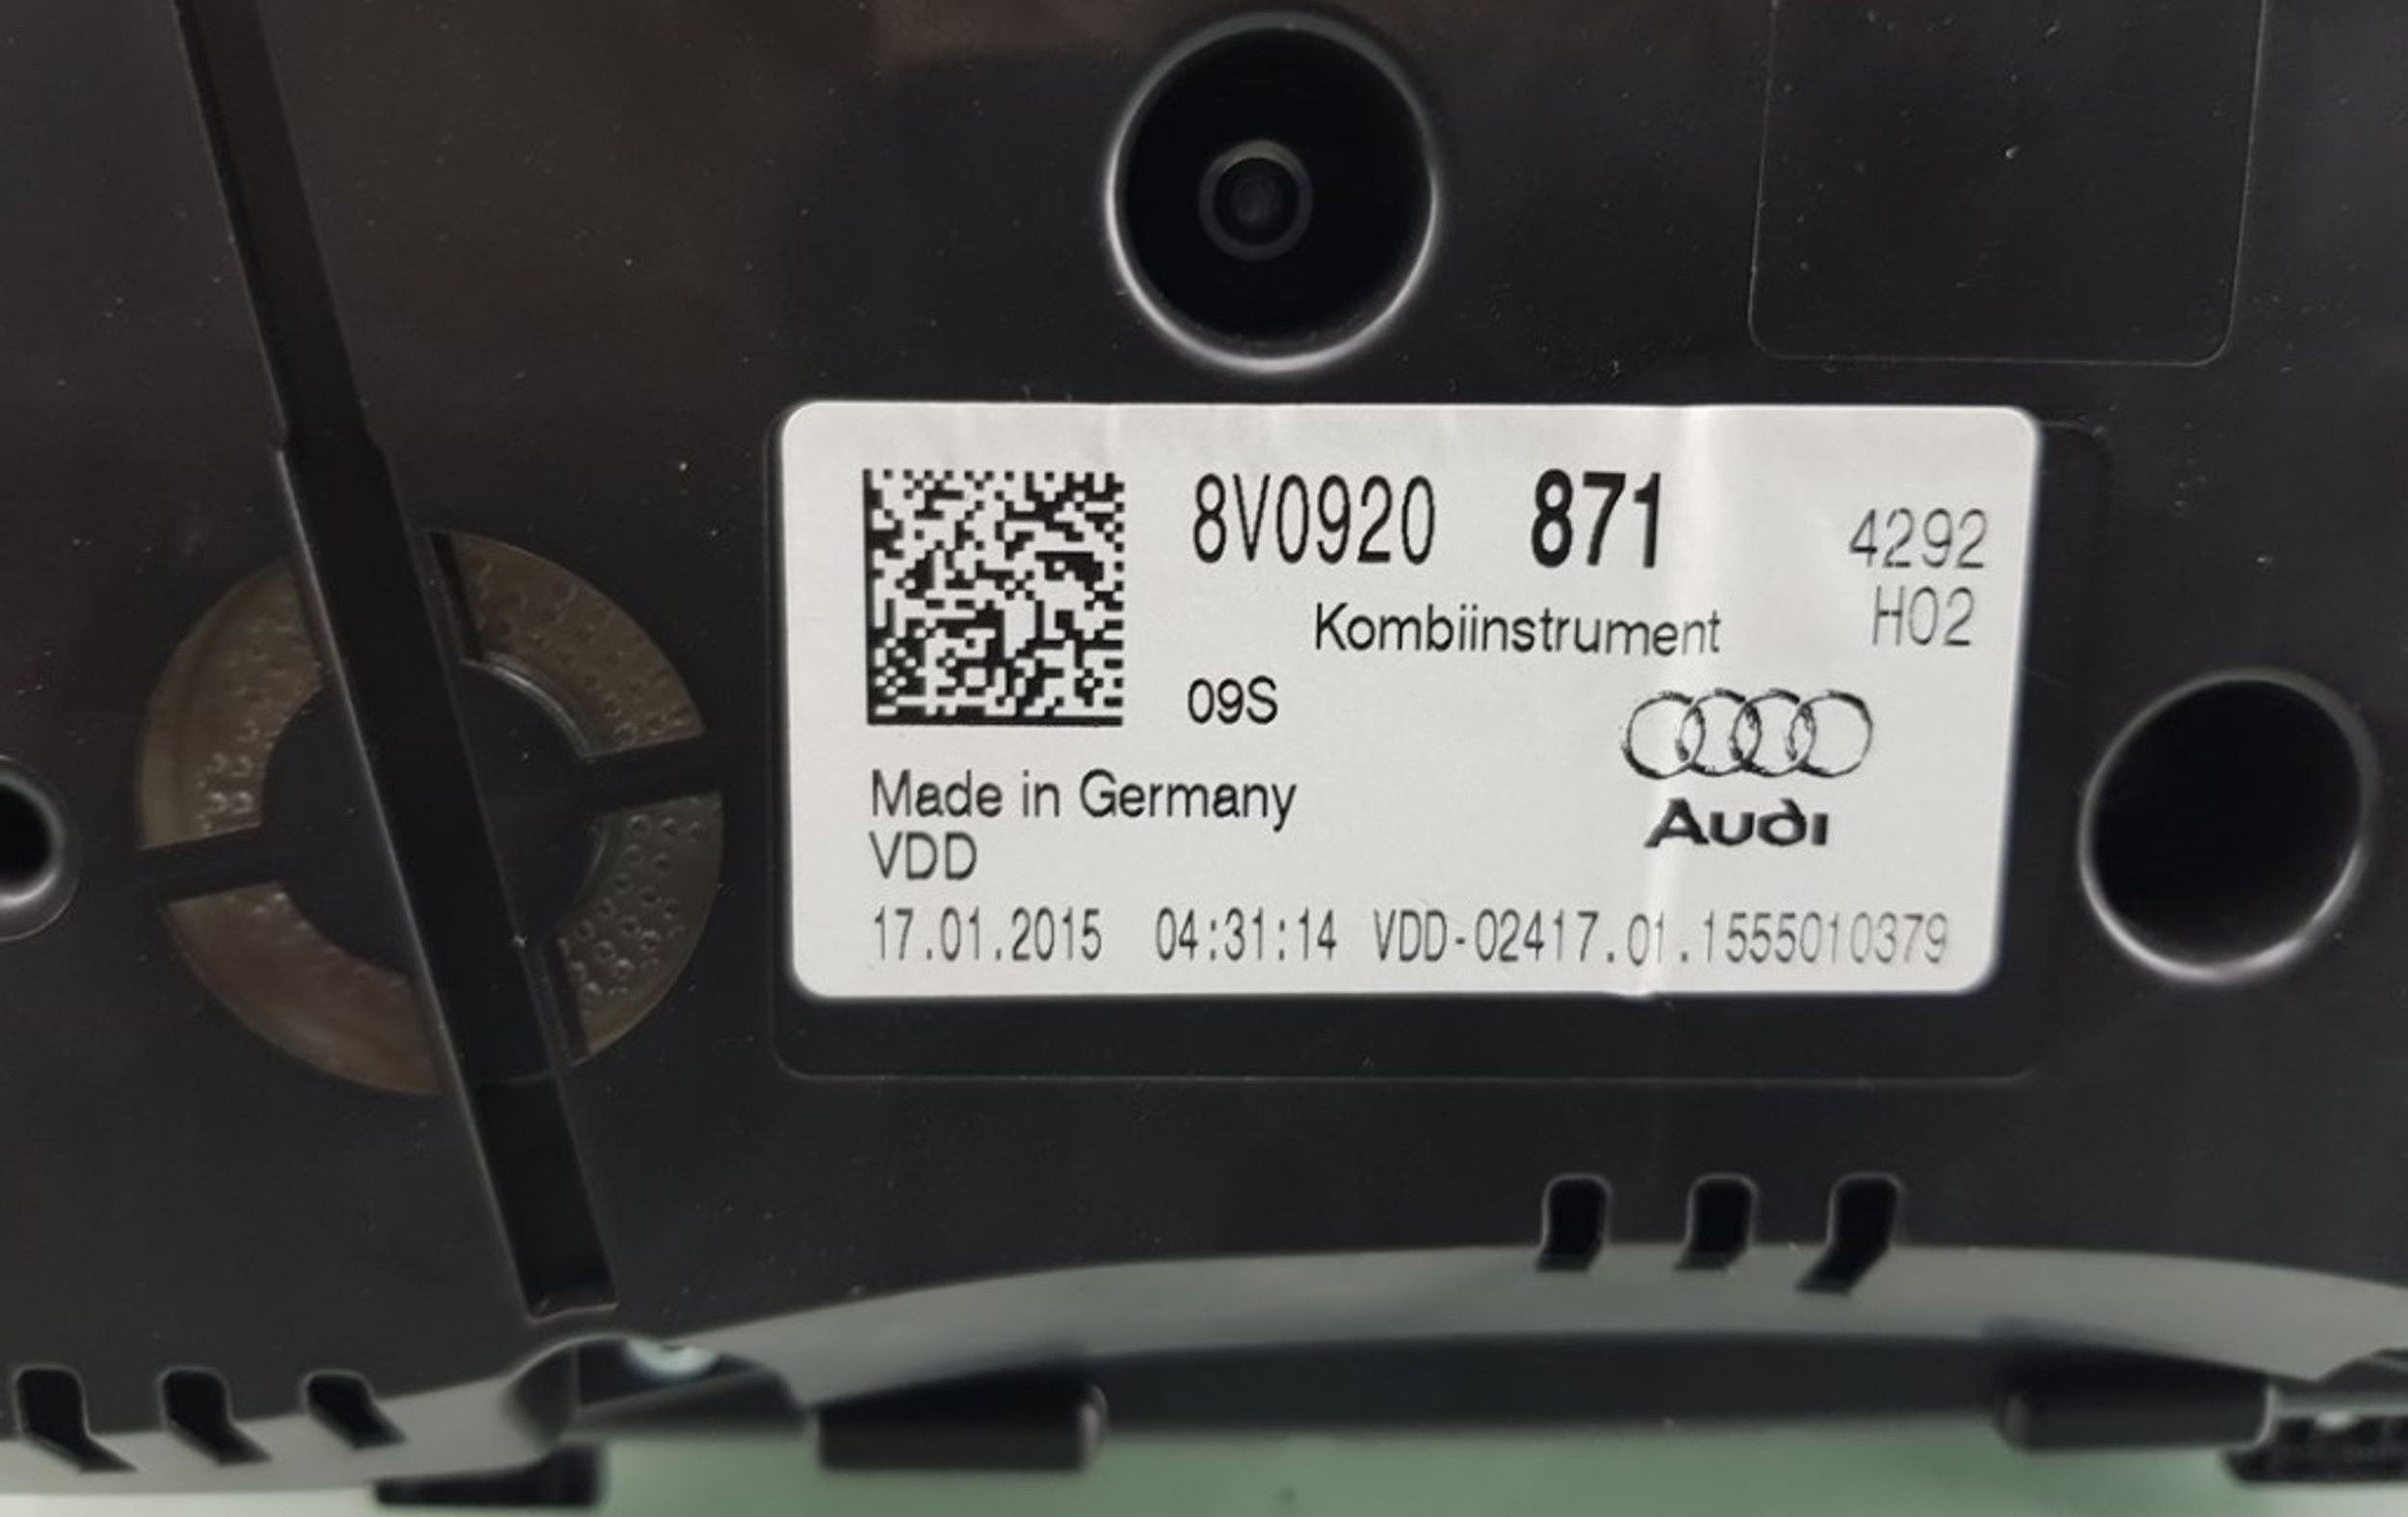 8V0920 871 4292
Kombiinstrument H02
09S
Audi
Made in Germany
VDD
17.01.2015 04:31:14 VDD-02417.01.1555010379